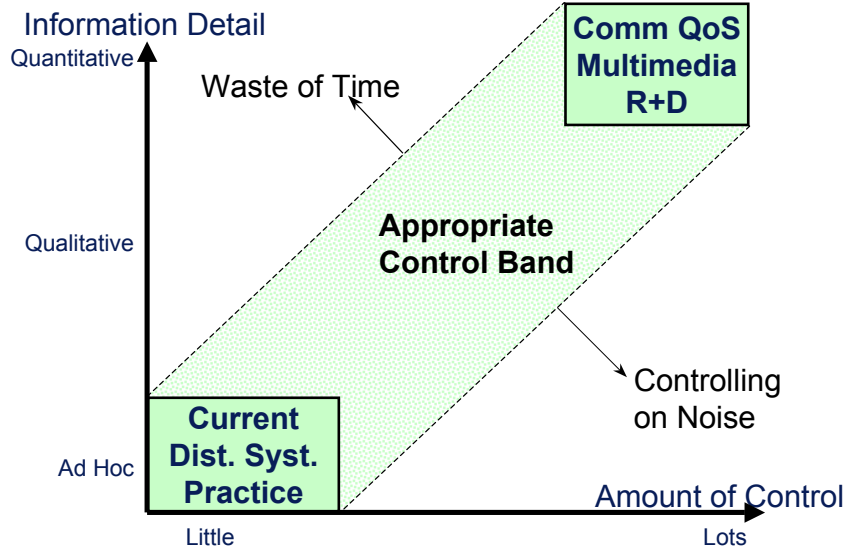 Information Detail
Quantitative
Comm QoS
Multimedia
R+D
Waste of Time
Qualitative
Appropriate
Control Band
Controlling
on Noise
Current
Dist. Syst.
Practice
Ad Hoc
Amount of Control
Little
Lots